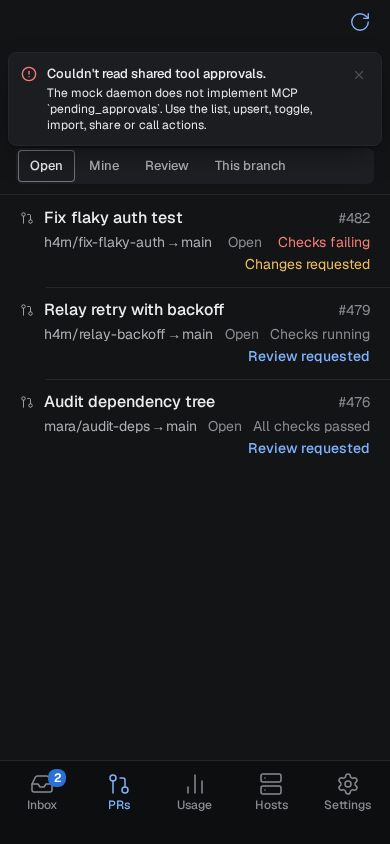 Couldn't read shared tool approvals.
The mock daemon does not implement MCP
`pending_approvals`. Use the list, upsert, toggle,
import, share or call actions.
Open Mine Review This branch
Fix flaky auth test #482
h4rn/fix-flaky-auth → main Open Checks failing
Changes requested
Relay retry with backoff #479
h4rn/relay-backoff → main Open Checks running
Review requested
Audit dependency tree #476
mara/audit-deps → main Open All checks passed
Review requested
2
Inbox PRs Usage Hosts Settings